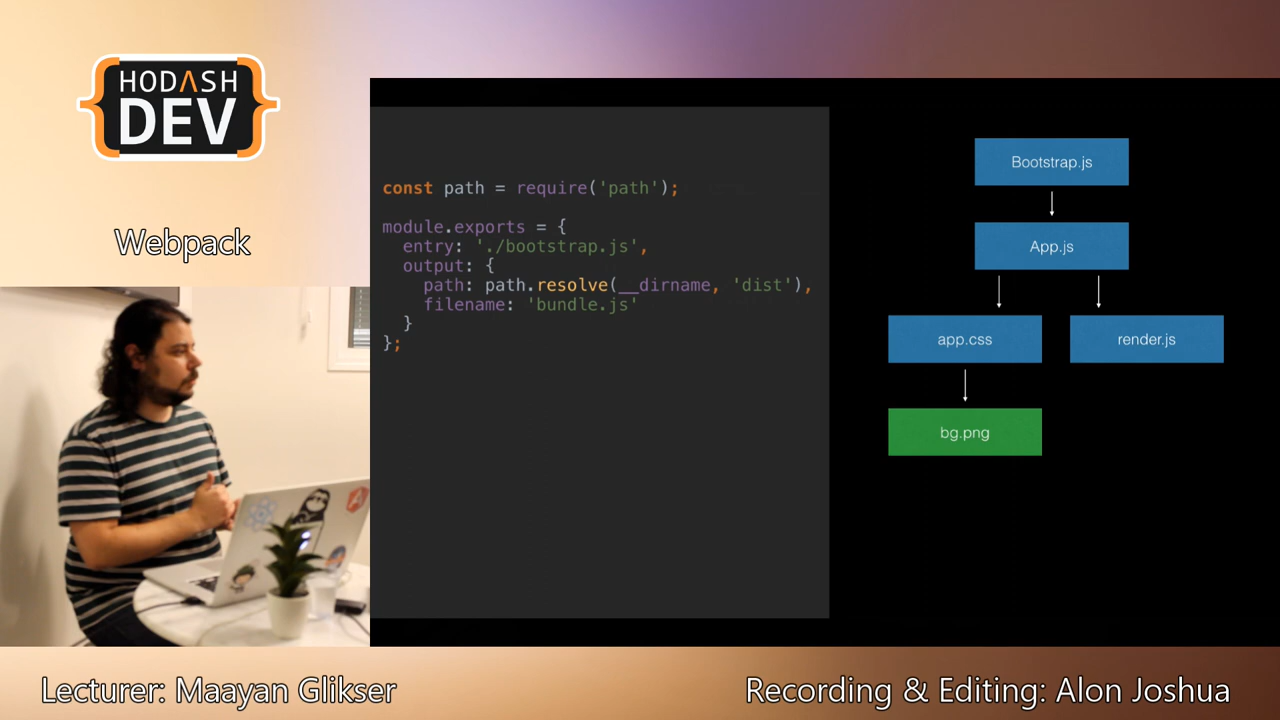 HODASH
DEV
Webpack
const path = require('path');
module.exports = {
  entry: './bootstrap.js',
  output: {
    path: path.resolve(__dirname, 'dist'),
    filename: 'bundle.js'
  }
};
Bootstrap.js
App.js
app.css
render.js
bg.png
Lecturer: Maayan Glikser
Recording & Editing: Alon Joshua